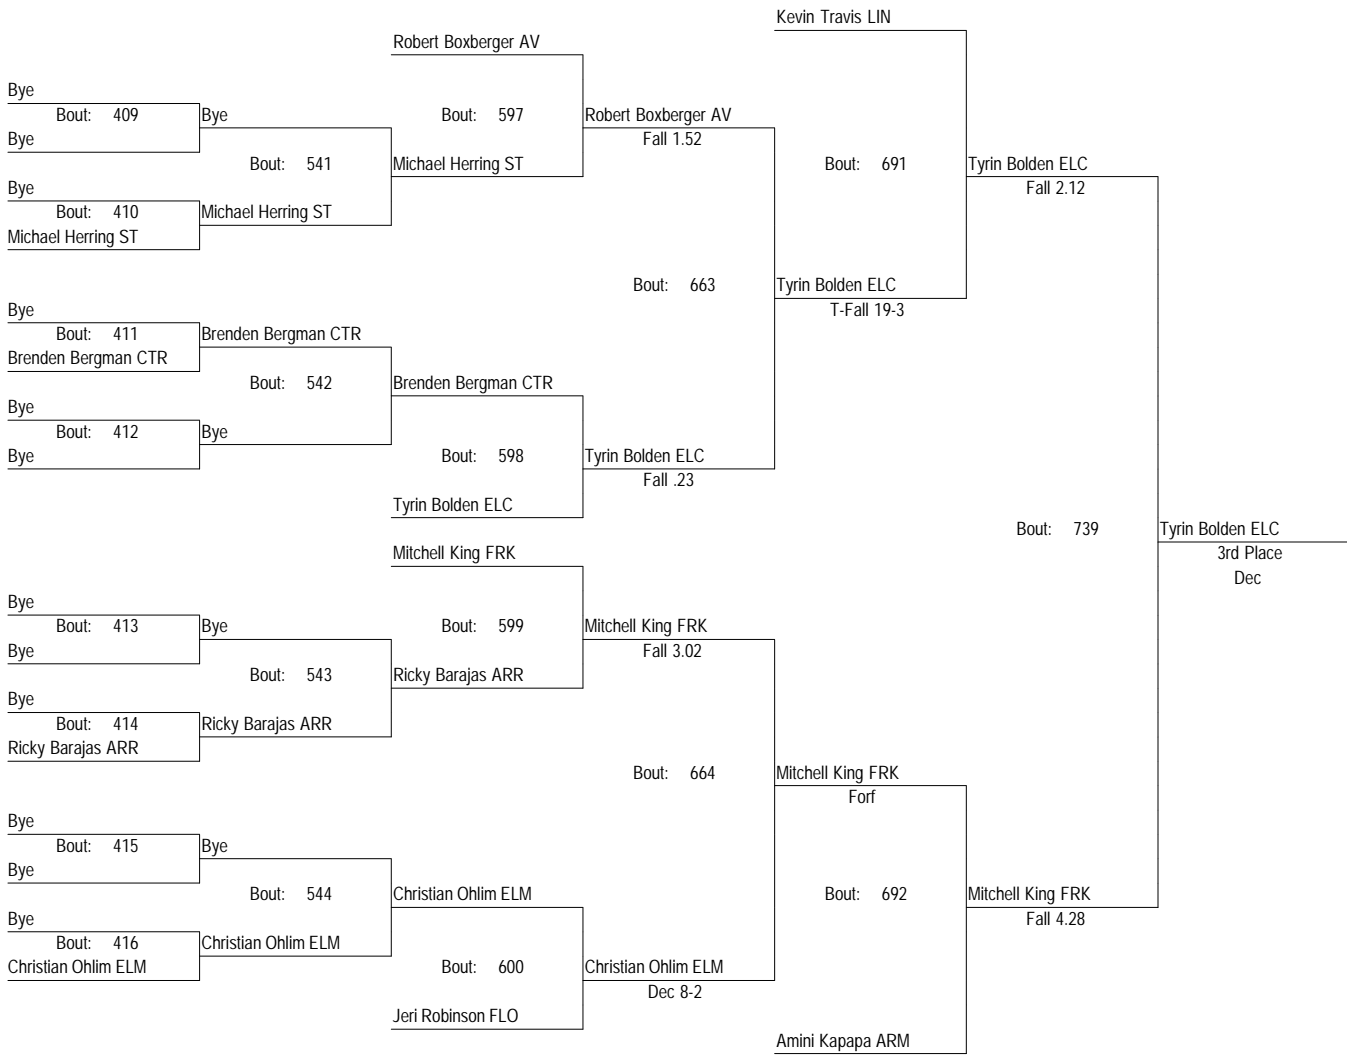 Kevin Travis LIN
Robert Boxberger AV
Bye
Bout: 409
Bye
Bout: 597
Robert Boxberger AV
Bye
Fall 1.52
Bout: 541
Michael Herring ST
Bout: 691
Tyrin Bolden ELC
Bye
Fall 2.12
Bout: 410
Michael Herring ST
Michael Herring ST
Bout: 663
Tyrin Bolden ELC
Bye
T-Fall 19-3
Bout: 411
Brenden Bergman CTR
Brenden Bergman CTR
Bout: 542
Brenden Bergman CTR
Bye
Bout: 412
Bye
Bye
Bout: 598
Tyrin Bolden ELC
Fall .23
Tyrin Bolden ELC
Bout: 739
Tyrin Bolden ELC
Mitchell King FRK
3rd Place
Dec
Bye
Bout: 413
Bye
Bout: 599
Mitchell King FRK
Bye
Fall 3.02
Bout: 543
Ricky Barajas ARR
Bye
Bout: 414
Ricky Barajas ARR
Ricky Barajas ARR
Bout: 664
Mitchell King FRK
Forf
Bye
Bout: 415
Bye
Bye
Bout: 544
Christian Ohlim ELM
Bout: 692
Mitchell King FRK
Bye
Fall 4.28
Bout: 416
Christian Ohlim ELM
Christian Ohlim ELM
Bout: 600
Christian Ohlim ELM
Dec 8-2
Jeri Robinson FLO
Amini Kapapa ARM